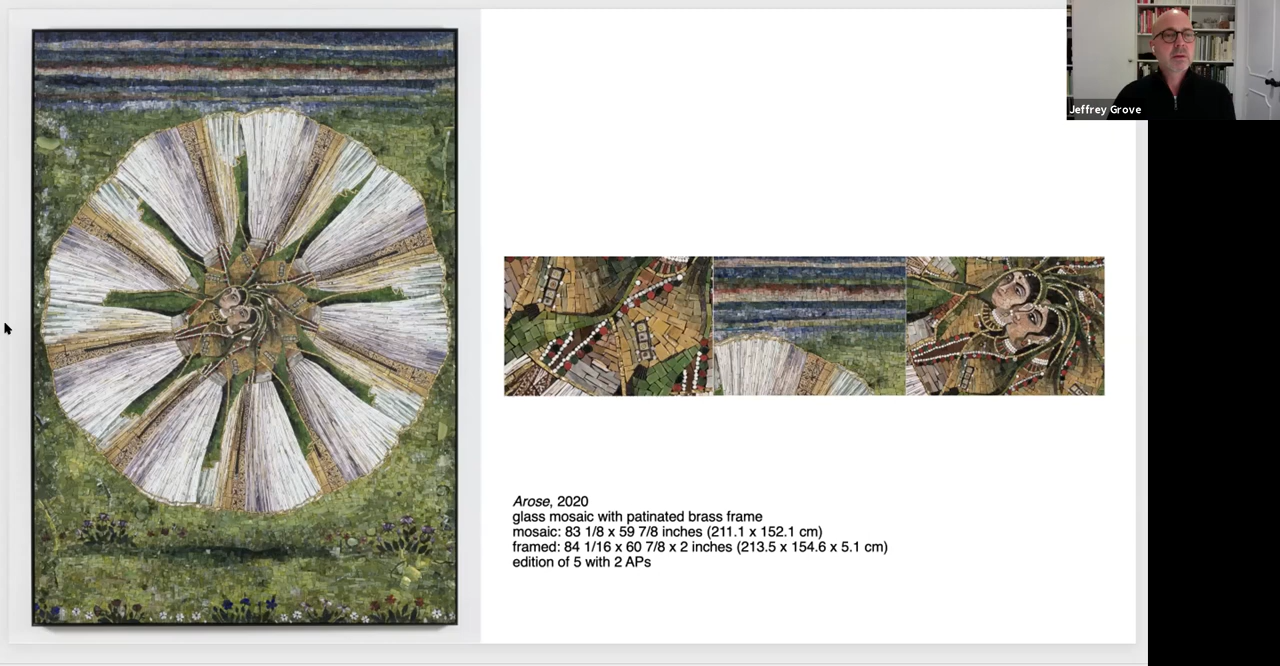 Jeffrey Grove
Arose, 2020
glass mosaic with patinated brass frame
mosaic: 83 1/8 x 59 7/8 inches (211.1 x 152.1 cm)
framed: 84 1/16 x 60 7/8 x 2 inches (213.5 x 154.6 x 5.1 cm)
edition of 5 with 2 APs